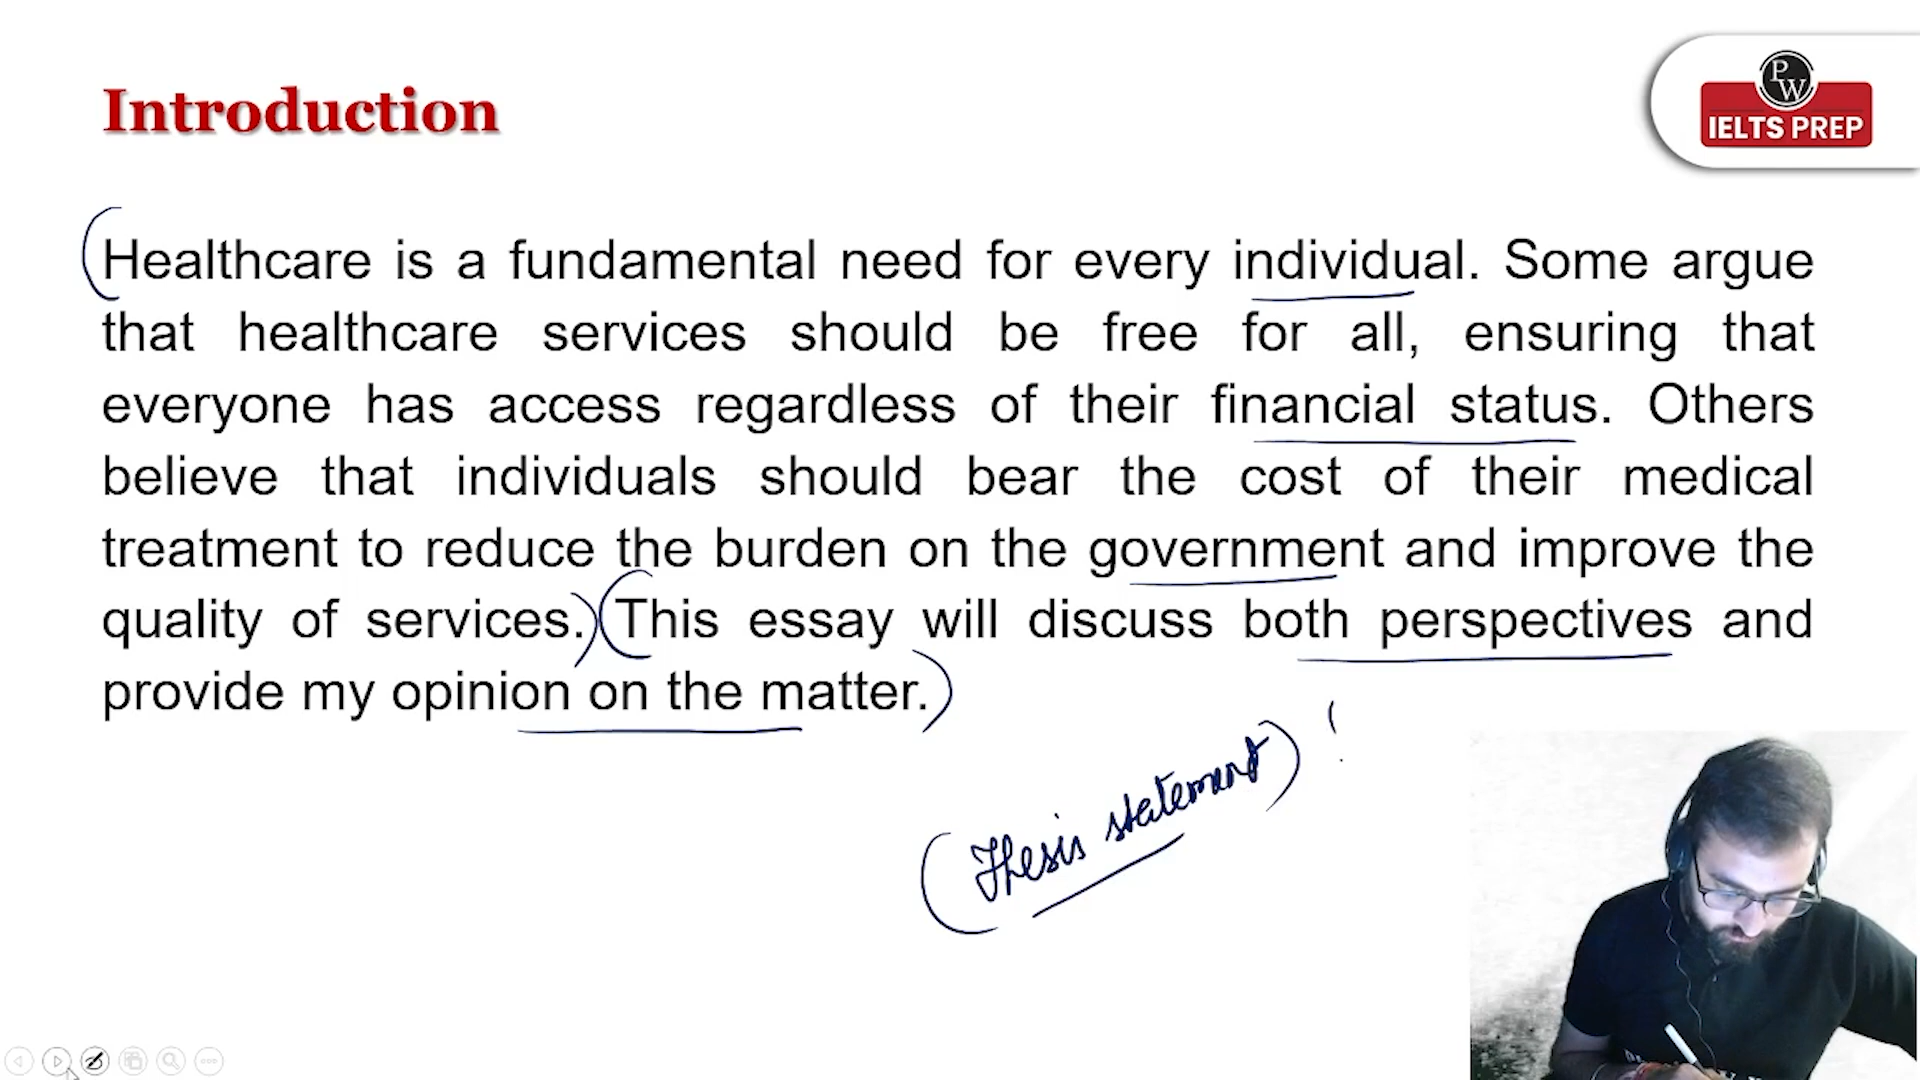 Introduction
PW
IELTS PREP
Healthcare is a fundamental need for every individual. Some argue
that healthcare services should be free for all, ensuring that
everyone has access regardless of their financial status. Others
believe that individuals should bear the cost of their medical
treatment to reduce the burden on the government and improve the
quality of services. This essay will discuss both perspectives and
provide my opinion on the matter.
(Thesis statement)